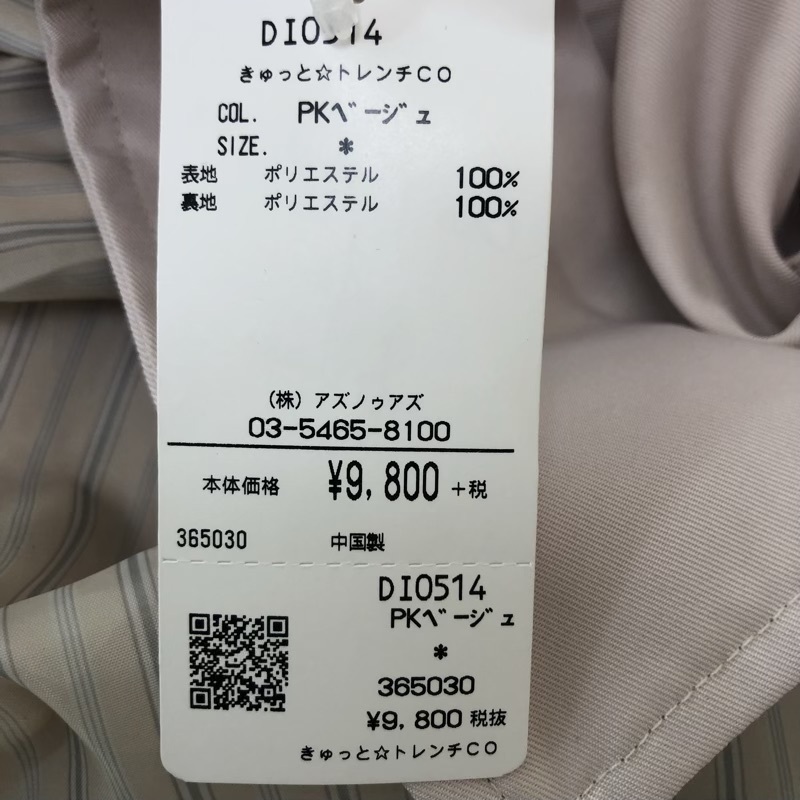 DI0514
きゅっと☆トレンチCO
COL. PKベージュ
SIZE. *
表地 ポリエステル 100%
裏地 ポリエステル 100%
(株) アズノゥアズ
03-5465-8100
本体価格 ¥9,800 +税
365030 中国製
DI0514
PKベージュ
*
365030
¥9,800 税抜
きゅっと☆トレンチCO